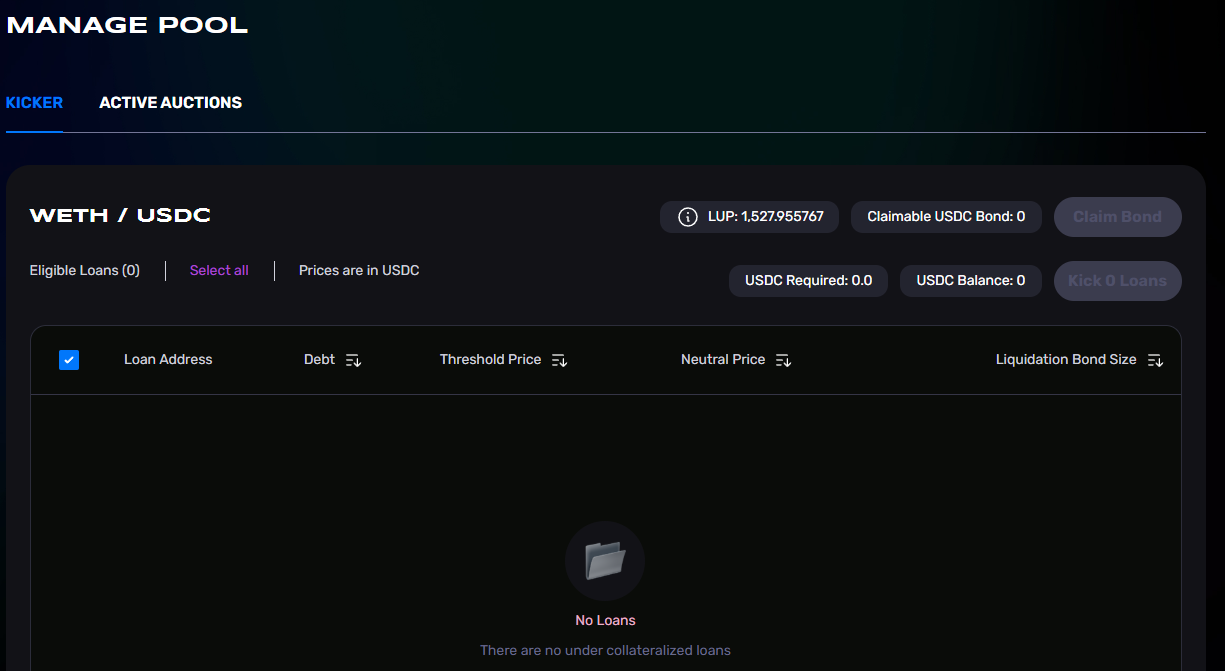 MANAGE POOL
KICKER ACTIVE AUCTIONS
WETH / USDC
LUP: 1,527.955767 Claimable USDC Bond: 0 Claim Bond
Eligible Loans (0) Select all Prices are in USDC
USDC Required: 0.0 USDC Balance: 0 Kick 0 Loans
Loan Address Debt Threshold Price Neutral Price Liquidation Bond Size
No Loans
There are no under collateralized loans